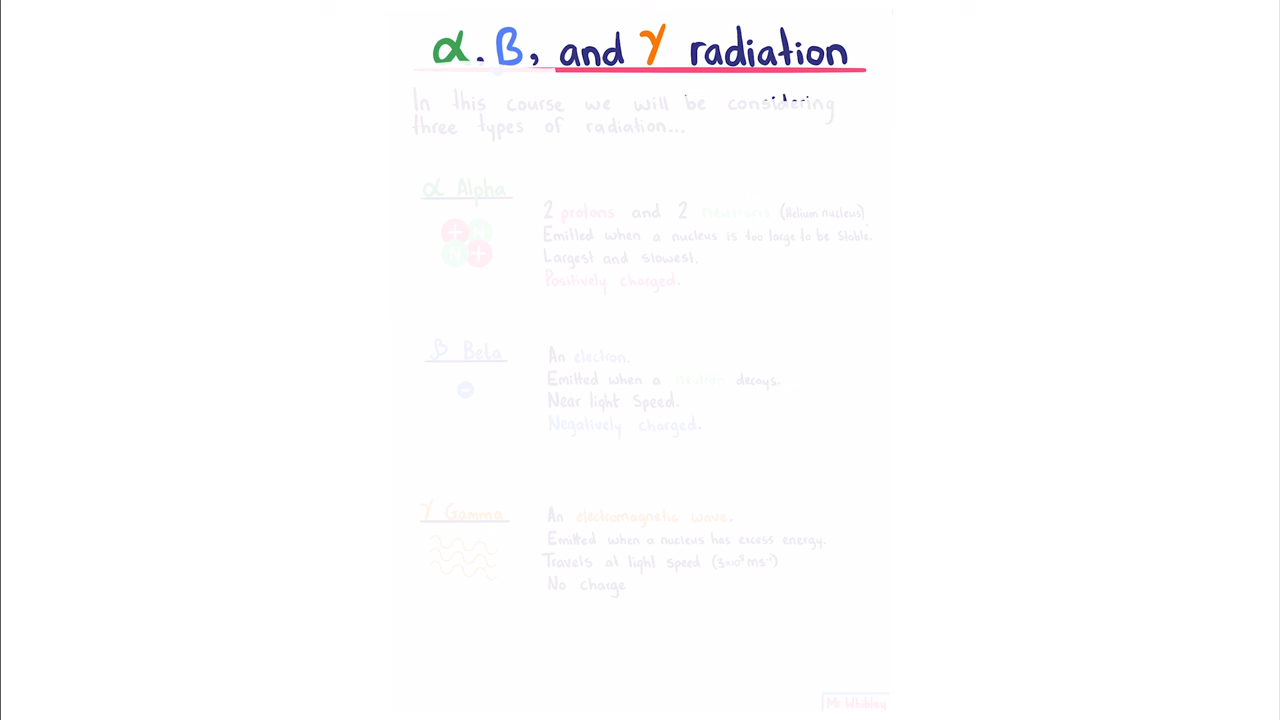 α, β, and γ radiation
In this course we will be considering
three types of radiation...
α Alpha
2 protons and 2 neutrons (Helium nucleus)
Emitted when a nucleus is too large to be stable.
Largest and slowest.
Positively charged.
+ N
N +
β Beta
An electron.
Emitted when a neutron decays.
Near light speed.
Negatively charged.
-
γ Gamma
An electromagnetic wave.
Emitted when a nucleus has excess energy.
Travels at light speed (3×10⁸ ms⁻¹)
No charge
Mr Whibley